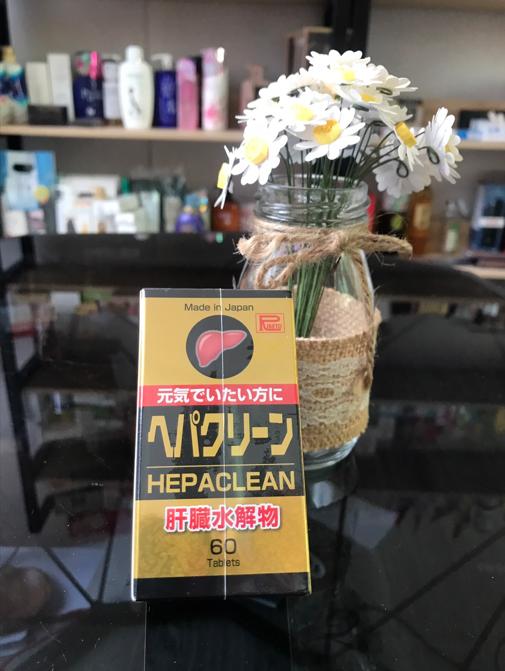 Made in Japan
PIBETO
元気でいたい方に
ヘパクリーン
HEPACLEAN
肝臓水解物
60
Tablets